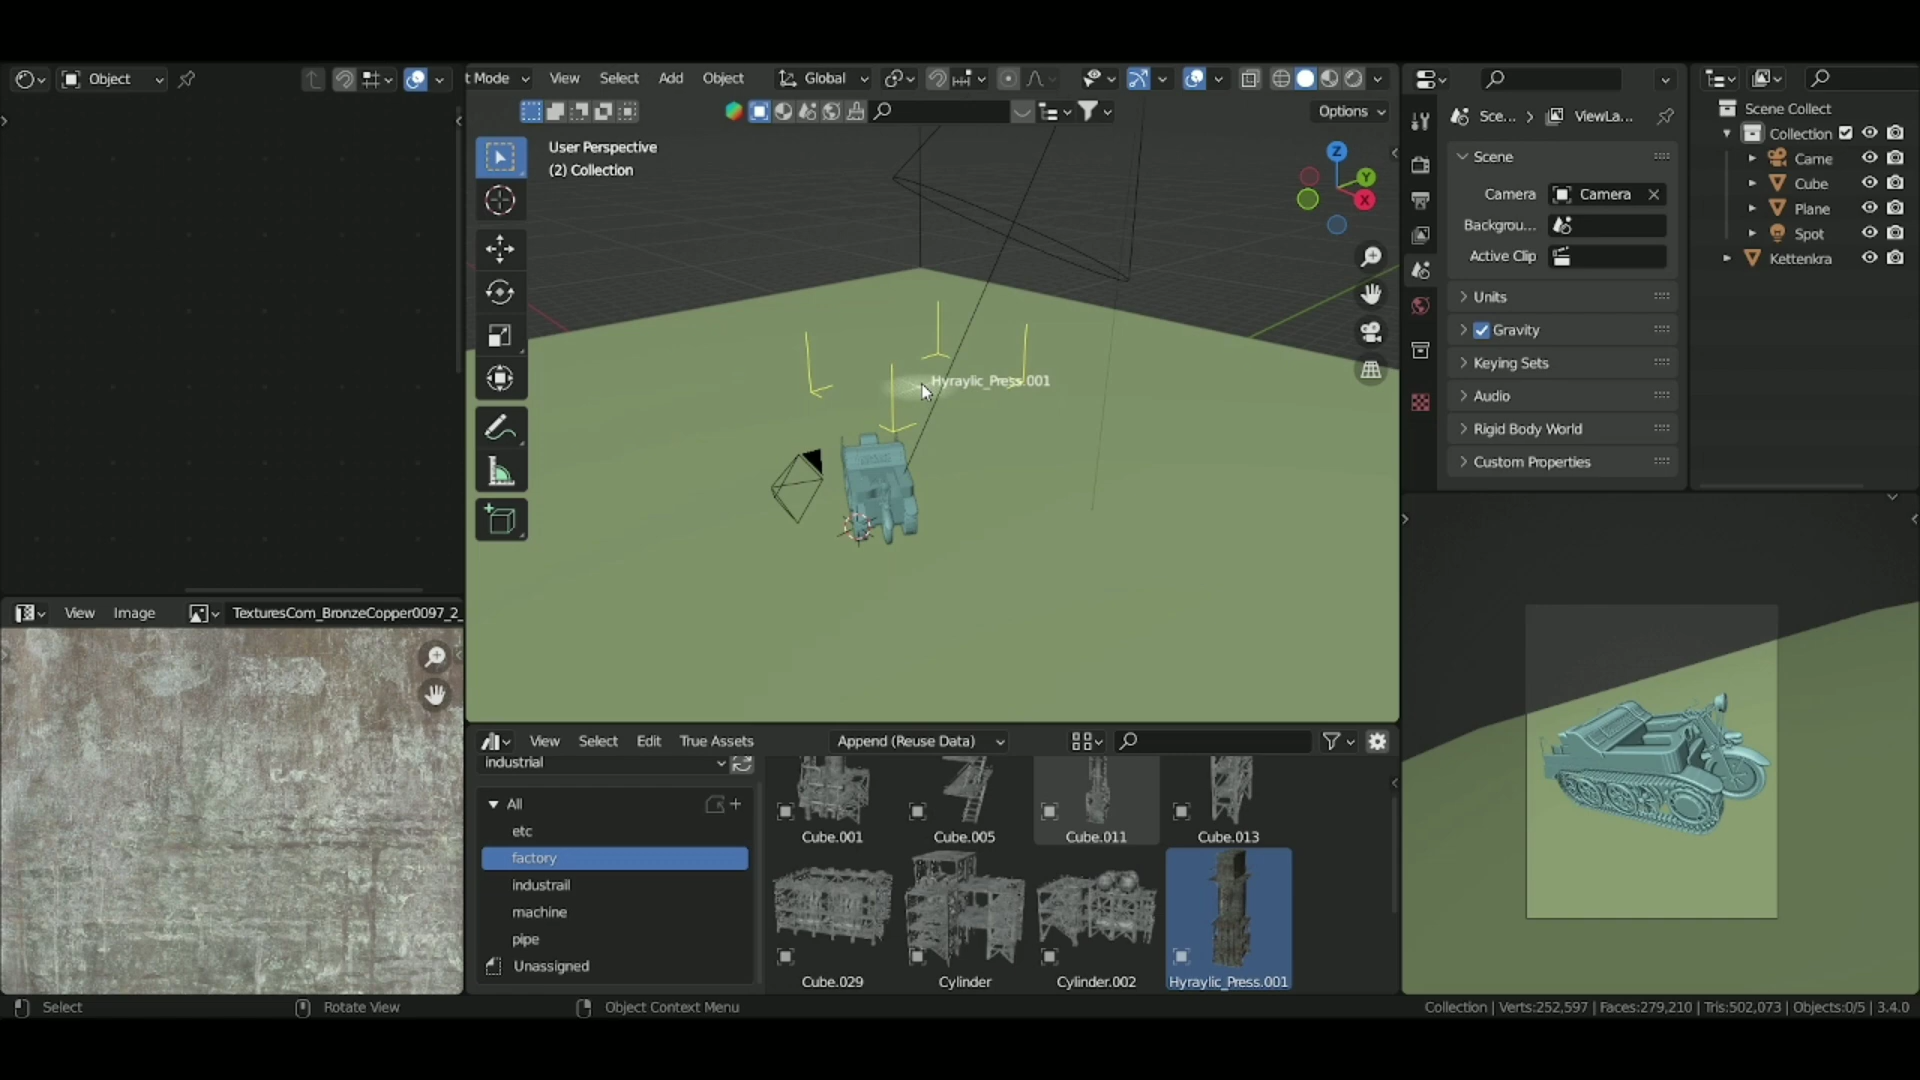 Object
t Mode View Select Add Object Global
Options
User Perspective
(2) Collection
Hyraylic_Press.001
Z
Y
X
Sce... ViewLa...
Scene
Camera Camera
Backgrou...
Active Clip
Units
Gravity
Keying Sets
Audio
Rigid Body World
Custom Properties
Scene Collect
Collection
Came
Cube
Plane
Spot
Kettenkra
View Image TexturesCom_BronzeCopper0097_2_
View Select Edit True Assets Append (Reuse Data)
industrial
All
etc
factory
industrail
machine
pipe
Unassigned
Cube.001 Cube.005 Cube.011 Cube.013
Cube.029 Cylinder Cylinder.002 Hyraylic_Press.001
Select Rotate View Object Context Menu
Collection | Verts:252,597 | Faces:279,210 | Tris:502,073 | Objects:0/5 | 3.4.0